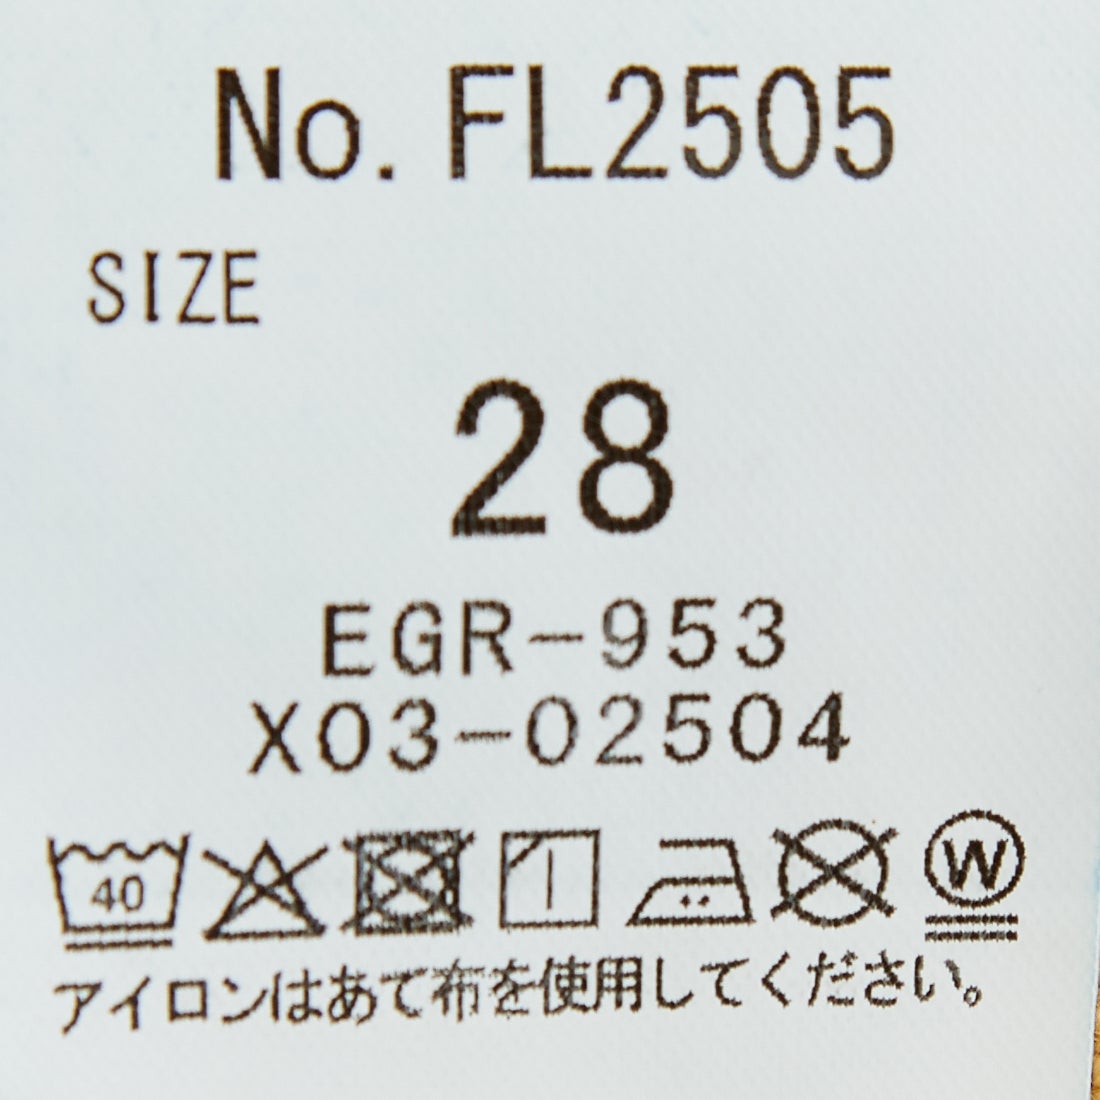 No. FL2505
SIZE
28
EGR-953
X03-02504
40 W
アイロンはあて布を使用してください。